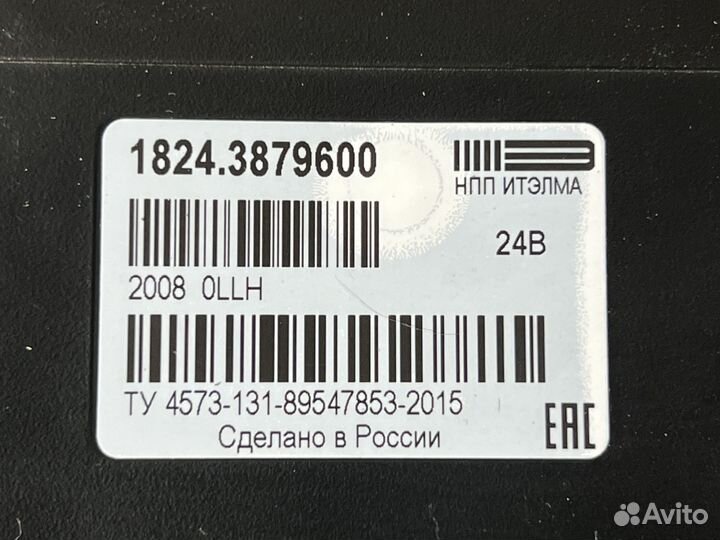 1824.3879600
НПП ИТЭЛМА
24В
2008 0LLH
ТУ 4573-131-89547853-2015
Сделано в России
EAC
Avito